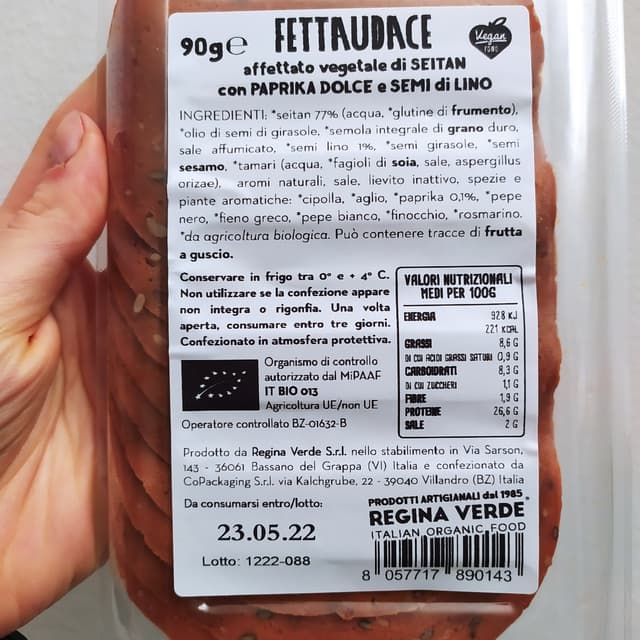 90g℮ FETTAUDACE
Vegan
FOOD
affettato vegetale di SEITAN
con PAPRIKA DOLCE e SEMI di LINO
INGREDIENTI: *seitan 77% (acqua, *glutine di frumento),
*olio di semi di girasole, *semola integrale di grano duro,
sale affumicato, *semi lino 1%, *semi girasole, *semi
sesamo, *tamari (acqua, *fagioli di soia, sale, aspergillus
orizae), aromi naturali, sale, lievito inattivo, spezie e
piante aromatiche: *cipolla, *aglio, *paprika 0,1%, *pepe
nero, *fieno greco, *pepe bianco, *finocchio, *rosmarino.
*da agricoltura biologica. Può contenere tracce di frutta
a guscio.
Conservare in frigo tra 0° e + 4° C.
Non utilizzare se la confezione appare
non integra o rigonfia. Una volta
aperta, consumare entro tre giorni.
Confezionato in atmosfera protettiva.
VALORI NUTRIZIONALI
MEDI PER 100G
ENERGIA 928 KJ
221 KCAL
GRASSI 8,6 G
DI CUI ACIDI GRASSI SATURI 0,9 G
CARBOIDRATI 8,3 G
DI CUI ZUCCHERI 1,1 G
FIBRE 1,9 G
PROTEINE 26,6 G
SALE 2 G
Organismo di controllo
autorizzato dal MiPAAF
IT BIO 013
Agricoltura UE/non UE
Operatore controllato BZ-01632-B
Prodotto da Regina Verde S.r.l. nello stabilimento in Via Sarson,
143 - 36061 Bassano del Grappa (VI) Italia e confezionato da
CoPackaging S.r.l. via Kalchgrube, 22 - 39040 Villandro (BZ) Italia
Da consumarsi entro/lotto:
23.05.22
Lotto: 1222-088
PRODOTTI ARTIGIANALI dal 1985
REGINA VERDE
ITALIAN ORGANIC FOOD
8 057717 890143